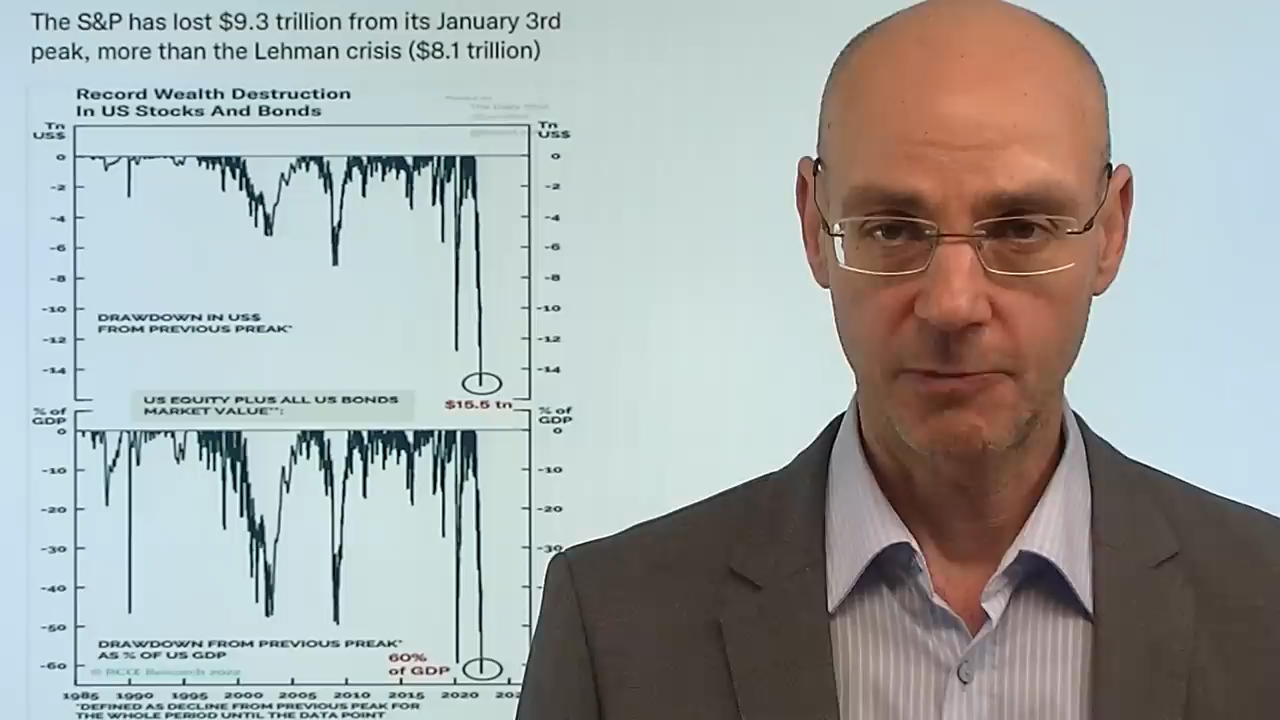 The S&P has lost $9.3 trillion from its January 3rd
peak, more than the Lehman crisis ($8.1 trillion)
Record Wealth Destruction
In US Stocks And Bonds
Tn
US$
Tn
US$
0
0
-2
-2
-4
-4
-6
-6
-8
-8
-10
-10
-12
-12
-14
-14
DRAWDOWN IN US$
FROM PREVIOUS PREAK*
$15.5 tn
US EQUITY PLUS ALL US BONDS
MARKET VALUE**:
% of
GDP
% of
GDP
0
0
-10
-10
-20
-20
-30
-30
-40
-50
-60
DRAWDOWN FROM PREVIOUS PREAK*
AS % OF US GDP
60%
of GDP
Research 2022
1985 1990 1995 2000 2005 2010 2015 2020
*DEFINED AS DECLINE FROM PREVIOUS PEAK FOR
THE WHOLE PERIOD UNTIL THE DATA POINT